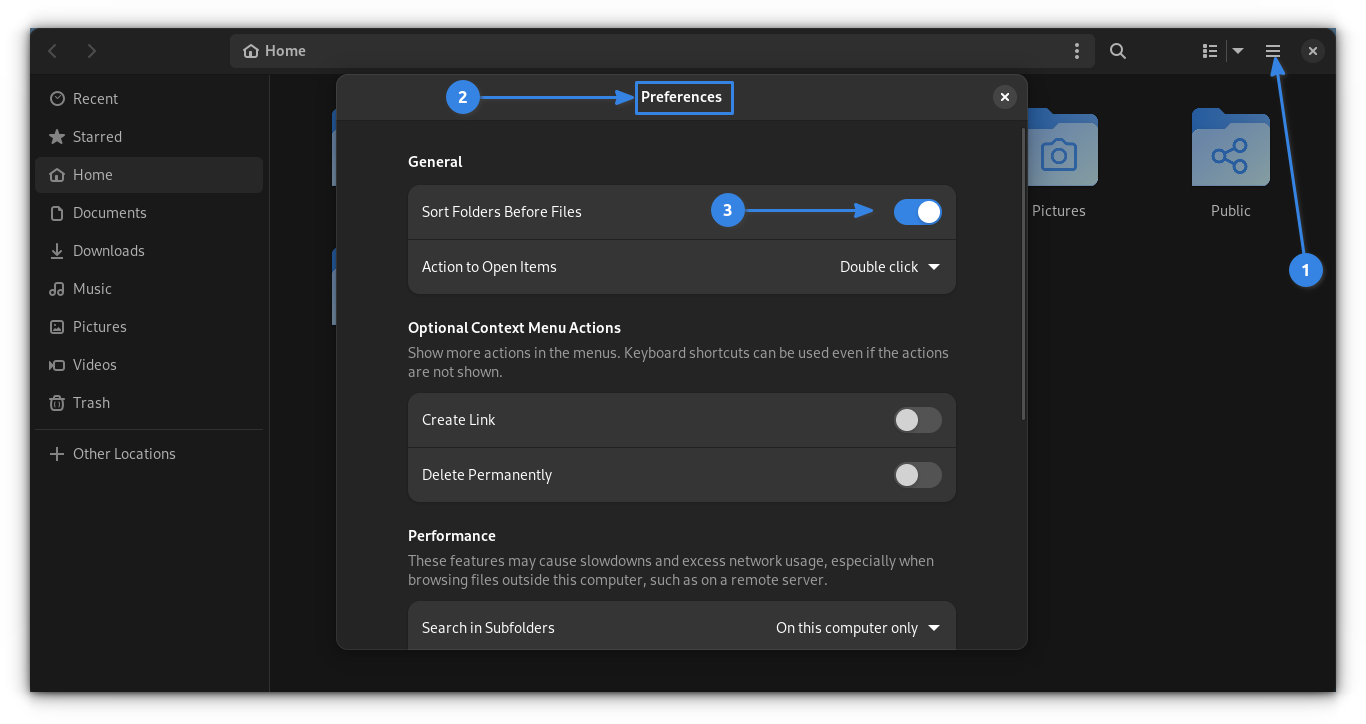 Home
Recent
Starred
Home
Documents
Downloads
Music
Pictures
Videos
Trash
Other Locations
2
Preferences
General
Sort Folders Before Files
3
Action to Open Items
Double click
Optional Context Menu Actions
Show more actions in the menus. Keyboard shortcuts can be used even if the actions
are not shown.
Create Link
Delete Permanently
Performance
These features may cause slowdowns and excess network usage, especially when
browsing files outside this computer, such as on a remote server.
Search in Subfolders
On this computer only
Pictures
Public
1